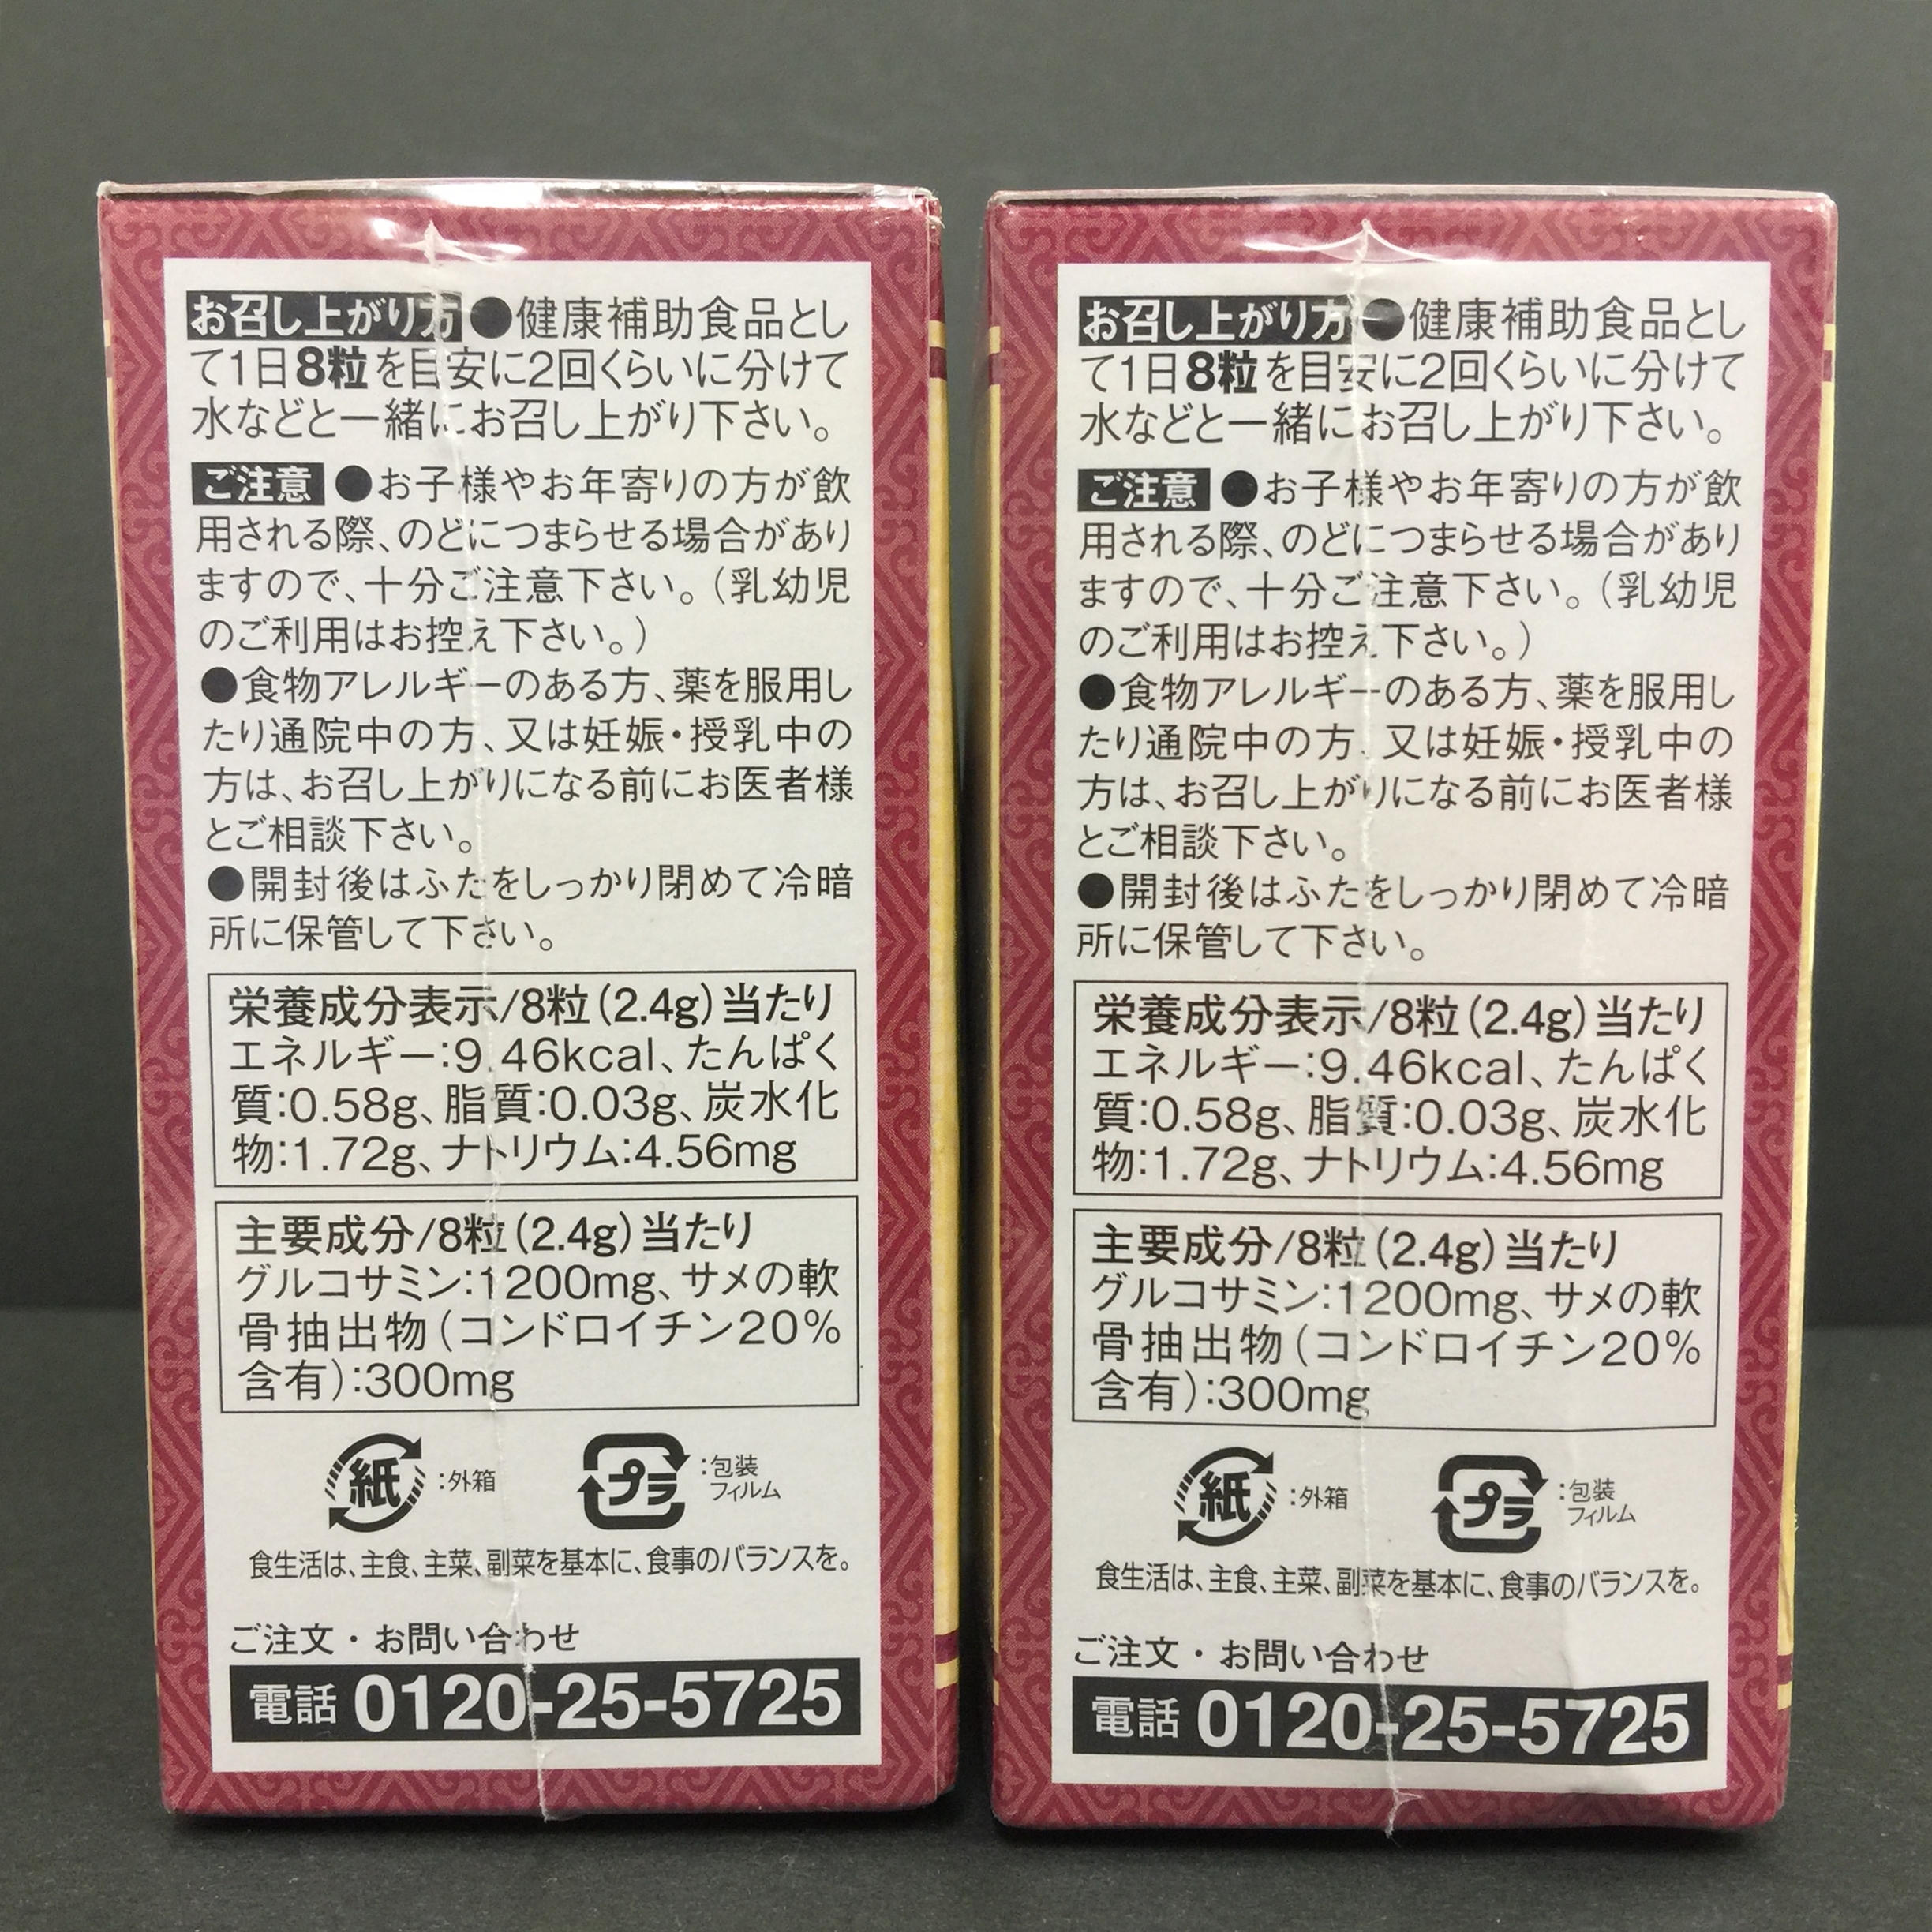 お召し上がり方 ●健康補助食品とし
て1日8粒を目安に2回くらいに分けて
水などと一緒にお召し上がり下さい。
ご注意 ●お子様やお年寄りの方が飲
用される際、のどにつまらせる場合があり
ますので、十分ご注意下さい。(乳幼児
のご利用はお控え下さい。)
●食物アレルギーのある方、薬を服用し
たり通院中の方、又は妊娠・授乳中の
方は、お召し上がりになる前にお医者様
とご相談下さい。
●開封後はふたをしっかり閉めて冷暗
所に保管して下さい。
栄養成分表示/8粒(2.4g)当たり
エネルギー:9.46kcal、たんぱく
質:0.58g、脂質:0.03g、炭水化
物:1.72g、ナトリウム:4.56mg
主要成分/8粒(2.4g)当たり
グルコサミン:1200mg、サメの軟
骨抽出物(コンドロイチン20%
含有):300mg
紙 :外箱 プラ :包装
フィルム
食生活は、主食、主菜、副菜を基本に、食事のバランスを。
ご注文・お問い合わせ
電話 0120-25-5725
お召し上がり方 ●健康補助食品とし
て1日8粒を目安に2回くらいに分けて
水などと一緒にお召し上がり下さい。
ご注意 ●お子様やお年寄りの方が飲
用される際、のどにつまらせる場合があり
ますので、十分ご注意下さい。(乳幼児
のご利用はお控え下さい。)
●食物アレルギーのある方、薬を服用し
たり通院中の方、又は妊娠・授乳中の
方は、お召し上がりになる前にお医者様
とご相談下さい。
●開封後はふたをしっかり閉めて冷暗
所に保管して下さい。
栄養成分表示/8粒(2.4g)当たり
エネルギー:9.46kcal、たんぱく
質:0.58g、脂質:0.03g、炭水化
物:1.72g、ナトリウム:4.56mg
主要成分/8粒(2.4g)当たり
グルコサミン:1200mg、サメの軟
骨抽出物(コンドロイチン20%
含有):300mg
紙 :外箱 プラ :包装
フィルム
食生活は、主食、主菜、副菜を基本に、食事のバランスを。
ご注文・お問い合わせ
電話 0120-25-5725